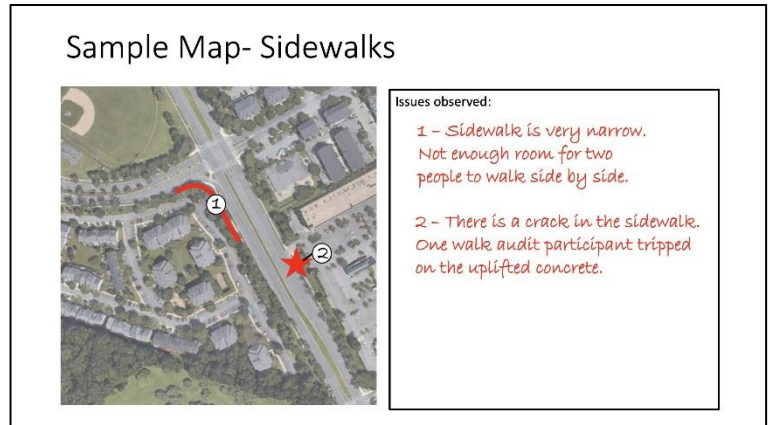 Sample Map- Sidewalks
1
2
Issues observed:
1 – Sidewalk is very narrow.
Not enough room for two
people to walk side by side.
2 – There is a crack in the sidewalk.
One walk audit participant tripped
on the uplifted concrete.